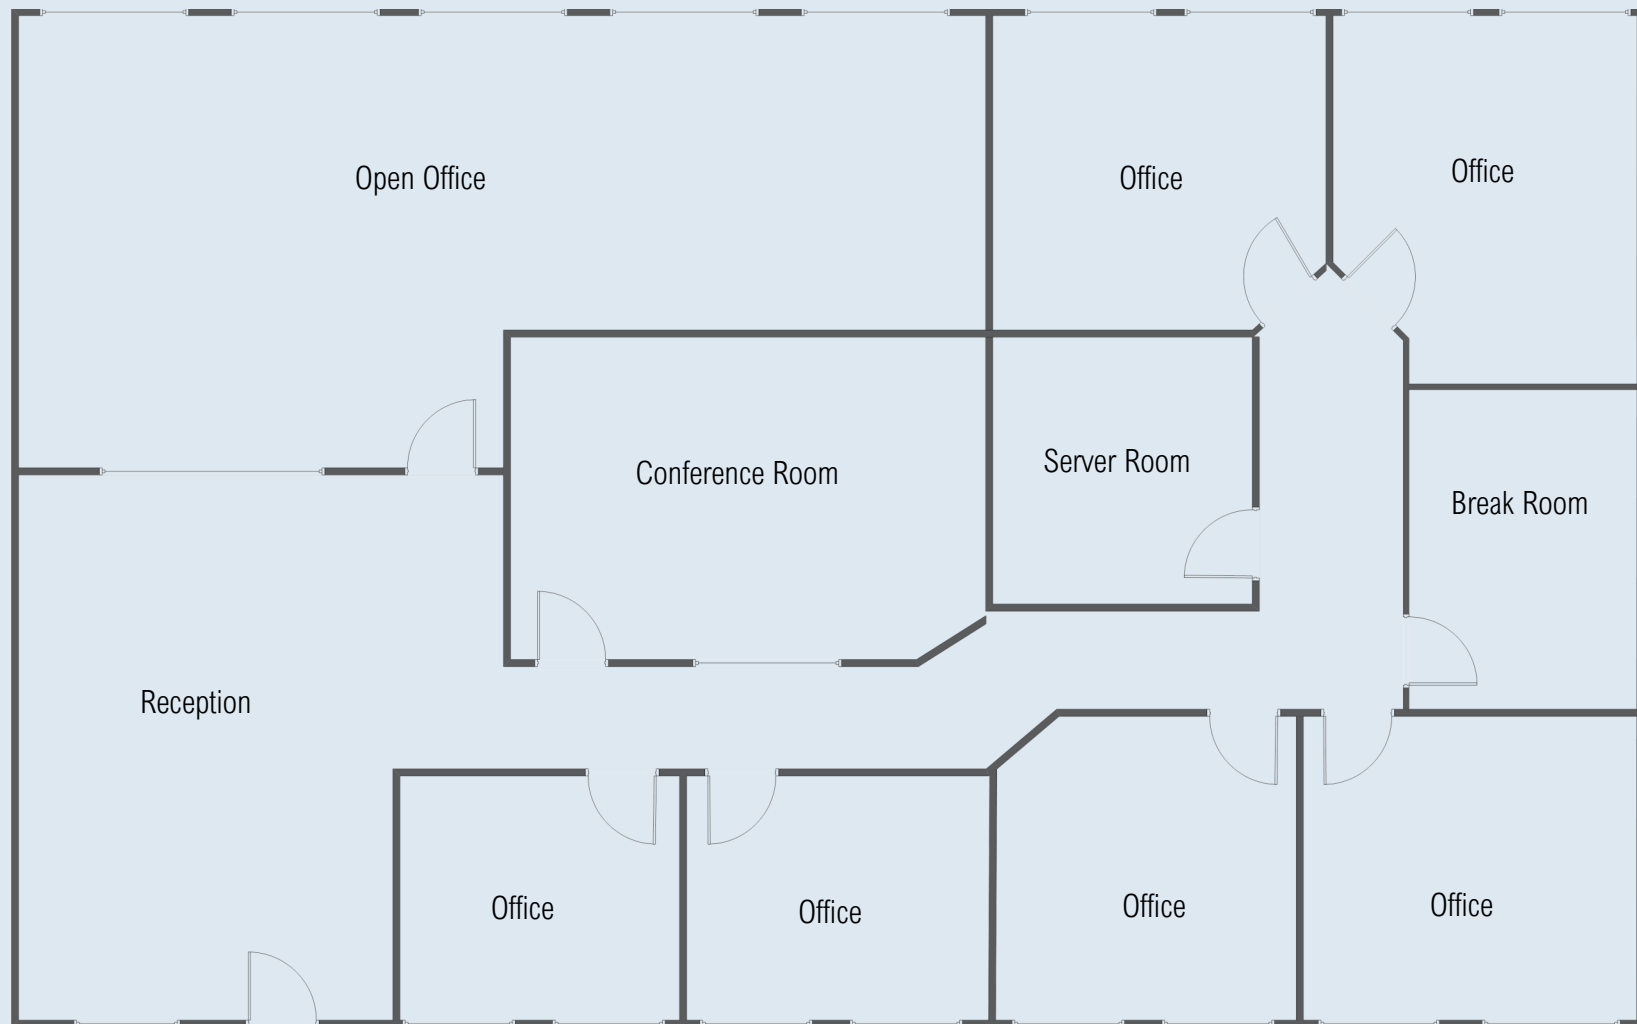 Open Office
Office
Office
Conference Room
Server Room
Break Room
Reception
Office
Office
Office
Office